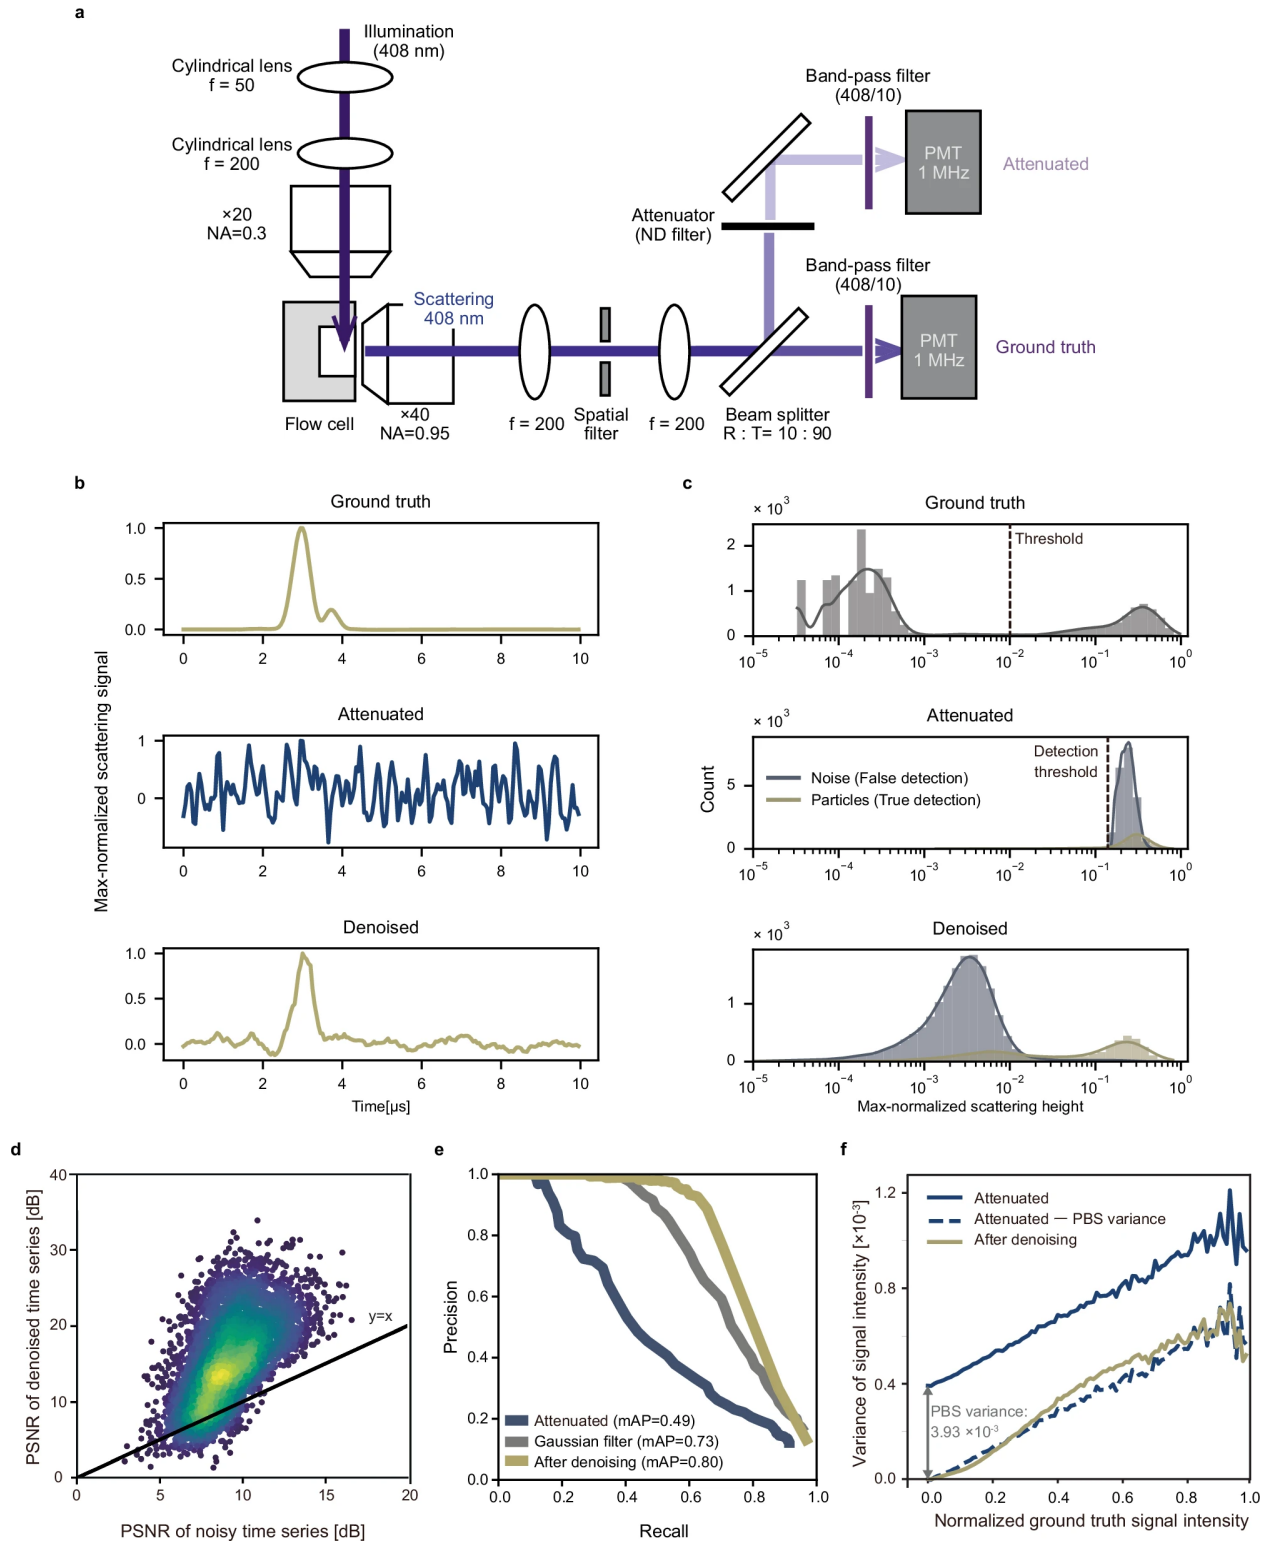 a
Illumination
(408 nm)
Cylindrical lens
f = 50
Cylindrical lens
f = 200
×20
NA=0.3
Scattering
408 nm
Flow cell
×40
NA=0.95
f = 200
Spatial
filter
f = 200
Beam splitter
R : T= 10 : 90
Attenuator
(ND filter)
Band-pass filter
(408/10)
PMT
1 MHz
Attenuated
Band-pass filter
(408/10)
PMT
1 MHz
Ground truth
b
Max-normalized scattering signal
Ground truth
1.0
0.5
0.0
0 2 4 6 8 10
Attenuated
1
0
0 2 4 6 8 10
Denoised
1.0
0.5
0.0
0 2 4 6 8 10
Time[µs]
c
Count
× 10³
Ground truth
Threshold
2
1
0
10⁻⁵ 10⁻⁴ 10⁻³ 10⁻² 10⁻¹ 10⁰
× 10³
Attenuated
Detection
threshold
Noise (False detection)
Particles (True detection)
5
0
10⁻⁵ 10⁻⁴ 10⁻³ 10⁻² 10⁻¹ 10⁰
× 10³
Denoised
1
0
10⁻⁵ 10⁻⁴ 10⁻³ 10⁻² 10⁻¹ 10⁰
Max-normalized scattering height
d
PSNR of denoised time series [dB]
40
30
20
10
0
y=x
0 5 10 15 20
PSNR of noisy time series [dB]
e
Precision
1.0
0.8
0.6
0.4
0.2
0.0
Attenuated (mAP=0.49)
Gaussian filter (mAP=0.73)
After denoising (mAP=0.80)
0.0 0.2 0.4 0.6 0.8 1.0
Recall
f
Variance of signal intensity [×10⁻³]
1.2
0.8
0.4
0.0
Attenuated
Attenuated — PBS variance
After denoising
PBS variance:
3.93 ×10⁻³
0.0 0.2 0.4 0.6 0.8 1.0
Normalized ground truth signal intensity